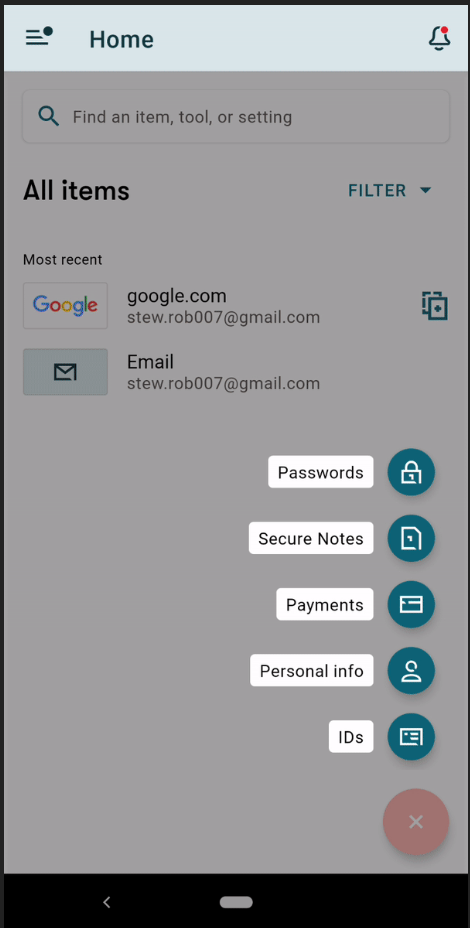 Home
Find an item, tool, or setting
All items
FILTER
Most recent
Google
google.com
stew.rob007@gmail.com
Email
stew.rob007@gmail.com
Passwords
Secure Notes
Payments
Personal info
IDs